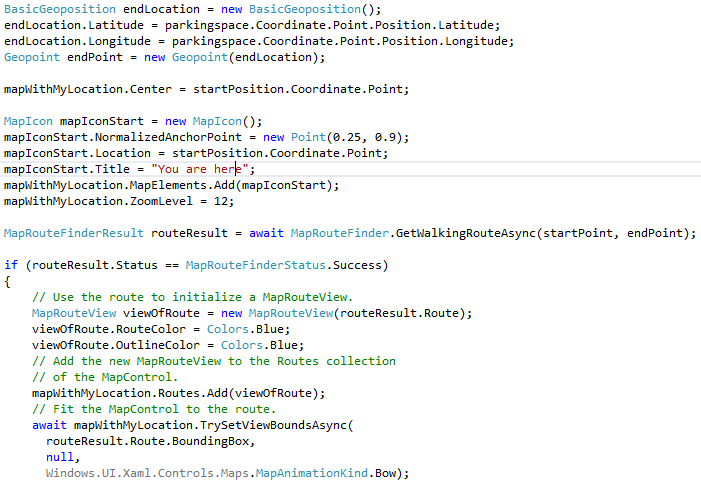 BasicGeoposition endLocation = new BasicGeoposition();
endLocation.Latitude = parkingspace.Coordinate.Point.Position.Latitude;
endLocation.Longitude = parkingspace.Coordinate.Point.Position.Longitude;
Geopoint endPoint = new Geopoint(endLocation);

mapWithMyLocation.Center = startPosition.Coordinate.Point;

MapIcon mapIconStart = new MapIcon();
mapIconStart.NormalizedAnchorPoint = new Point(0.25, 0.9);
mapIconStart.Location = startPosition.Coordinate.Point;
mapIconStart.Title = "You are here";
mapWithMyLocation.MapElements.Add(mapIconStart);
mapWithMyLocation.ZoomLevel = 12;

MapRouteFinderResult routeResult = await MapRouteFinder.GetWalkingRouteAsync(startPoint, endPoint);

if (routeResult.Status == MapRouteFinderStatus.Success)
{
    // Use the route to initialize a MapRouteView.
    MapRouteView viewOfRoute = new MapRouteView(routeResult.Route);
    viewOfRoute.RouteColor = Colors.Blue;
    viewOfRoute.OutlineColor = Colors.Blue;
    // Add the new MapRouteView to the Routes collection
    // of the MapControl.
    mapWithMyLocation.Routes.Add(viewOfRoute);
    // Fit the MapControl to the route.
    await mapWithMyLocation.TrySetViewBoundsAsync(
      routeResult.Route.BoundingBox,
      null,
      Windows.UI.Xaml.Controls.Maps.MapAnimationKind.Bow);